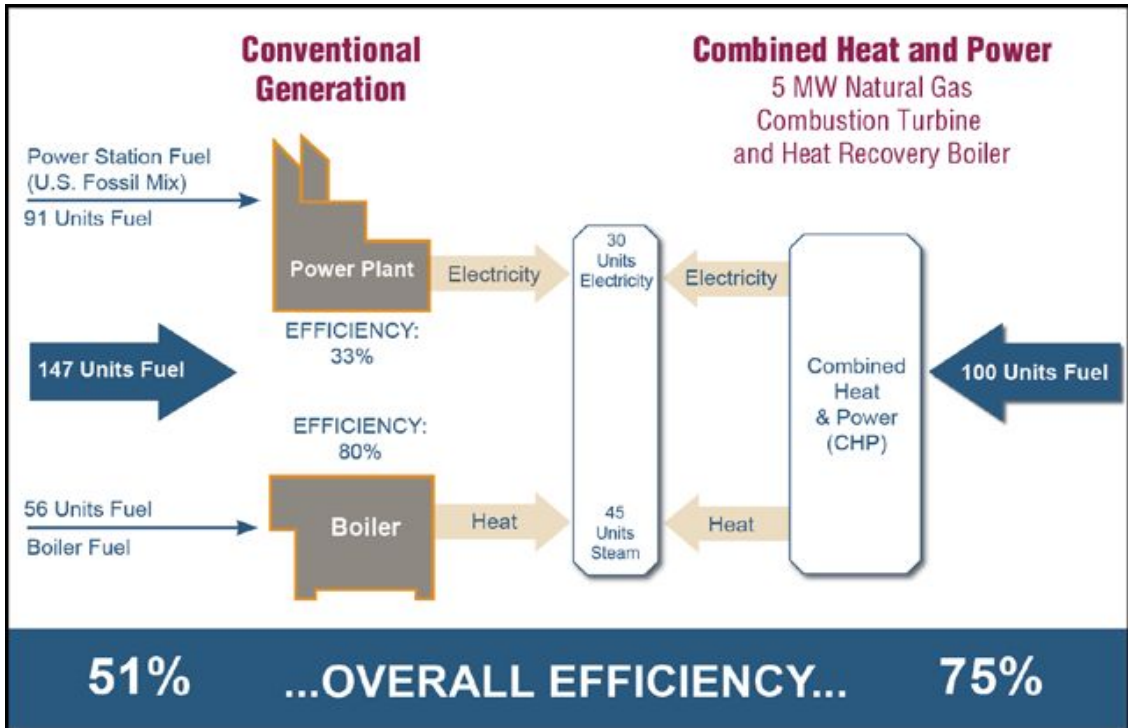 Conventional
Generation
Combined Heat and Power
5 MW Natural Gas
Combustion Turbine
and Heat Recovery Boiler
Power Station Fuel
(U.S. Fossil Mix)
91 Units Fuel
Power Plant
Electricity
30
Units
Electricity
Electricity
EFFICIENCY:
33%
147 Units Fuel
Combined
Heat
& Power
(CHP)
100 Units Fuel
EFFICIENCY:
80%
56 Units Fuel
Boiler Fuel
Boiler
Heat
45
Units
Steam
Heat
51%
...OVERALL EFFICIENCY...
75%